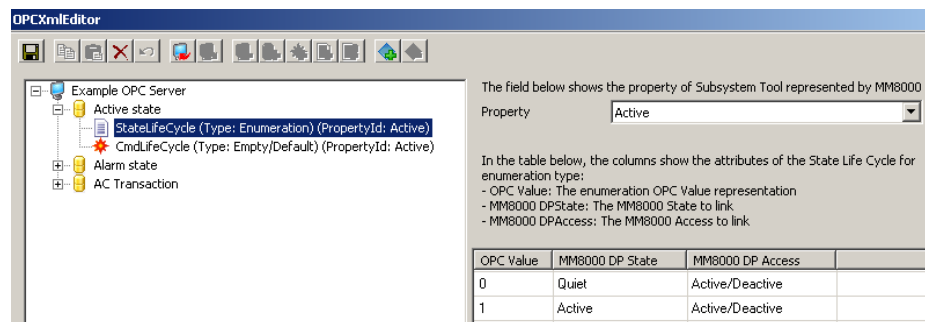 OPCXmlEditor
Example OPC Server
Active state
StateLifeCycle (Type: Enumeration) (PropertyId: Active)
CmdLifeCycle (Type: Empty/Default) (PropertyId: Active)
Alarm state
AC Transaction
The field below shows the property of Subsystem Tool represented by MM8000
Property Active
In the table below, the columns show the attributes of the State Life Cycle for
enumeration type:
- OPC Value: The enumeration OPC Value representation
- MM8000 DPState: The MM8000 State to link
- MM8000 DPAccess: The MM8000 Access to link
OPC Value MM8000 DP State MM8000 DP Access
0 Quiet Active/Deactive
1 Active Active/Deactive